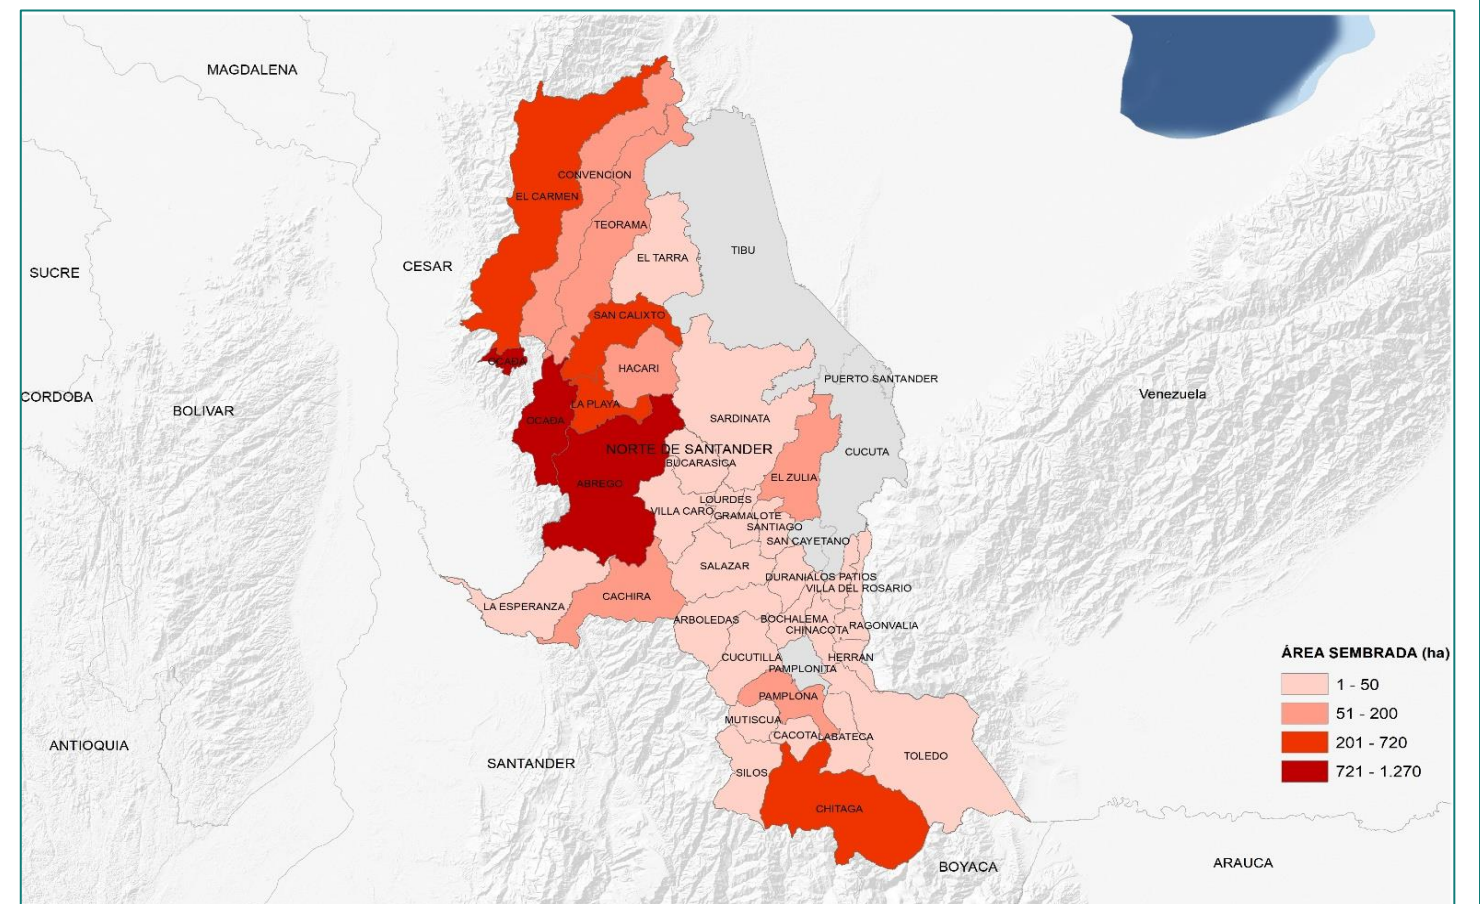 MAGDALENA
CONVENCION
EL CARMEN
TEORAMA
TIBU
EL TARRA
CESAR
SUCRE
SAN CALIXTO
OCAÑA
HACARI
PUERTO SANTANDER
Venezuela
CORDOBA
LA PLAYA
BOLIVAR
OCAÑA
SARDINATA
NORTE DE SANTANDER
CUCUTA
BUCARASICA
EL ZULIA
ABREGO
LOURDES
VILLA CARO
GRAMALOTE
SANTIAGO
SAN CAYETANO
SALAZAR
DURANIA
LOS PATIOS
VILLA DEL ROSARIO
CACHIRA
LA ESPERANZA
ARBOLEDAS
BOCHALEMA
RAGONVALIA
CHINACOTA
ÁREA SEMBRADA (ha)
CUCUTILLA
HERRAN
PAMPLONITA
1 - 50
PAMPLONA
51 - 200
MUTISCUA
CACOTA
LABATECA
201 - 720
ANTIOQUIA
TOLEDO
SANTANDER
SILOS
721 - 1.270
CHITAGA
ARAUCA
BOYACA